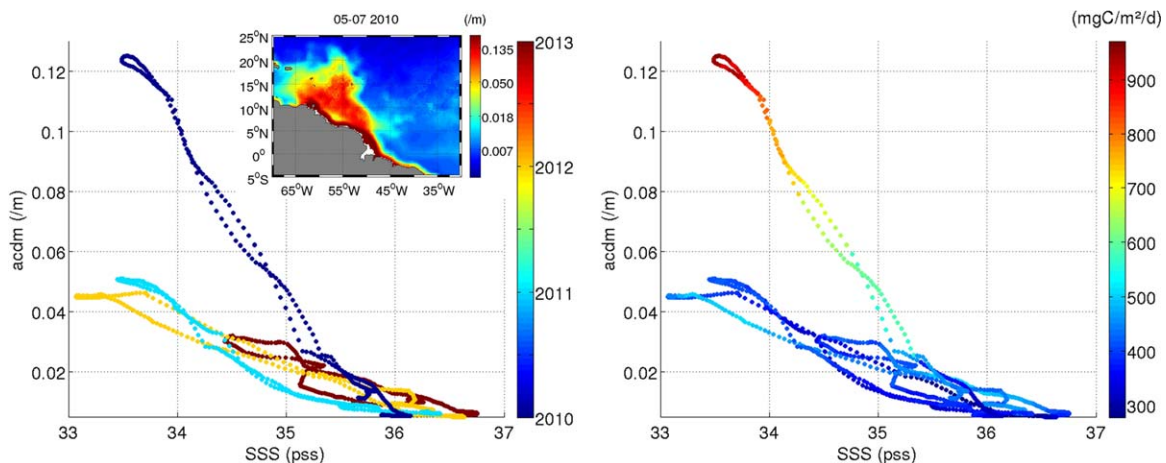 05-07 2010 (/m)
25°N
20°N
15°N
10°N
5°N
0°
5°S
65°W 55°W 45°W 35°W
0.135
0.050
0.018
0.007
0.12
0.1
0.08
0.06
0.04
0.02
acdm (/m)
33 34 35 36 37
SSS (pss)
2013
2012
2011
2010
(mgC/m²/d)
0.12
0.1
0.08
0.06
0.04
0.02
acdm (/m)
33 34 35 36 37
SSS (pss)
900
800
700
600
500
400
300